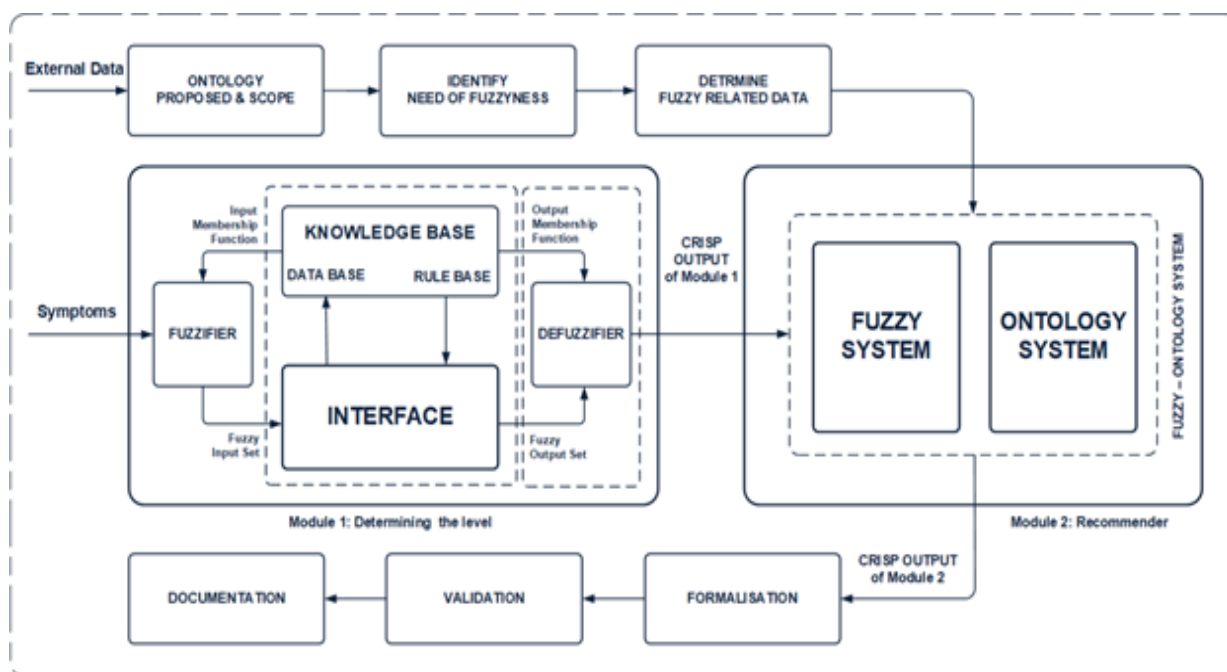 External Data
ONTOLOGY
PROPOSED & SCOPE
IDENTIFY
NEED OF FUZZYNESS
DETRMINE
FUZZY RELATED DATA
Input
Membership
Function
KNOWLEDGE BASE
DATA BASE
RULE BASE
Output
Membership
Function
CRISP
OUTPUT
of Module 1
Symptoms
FUZZIFIER
DEFUZZIFIER
INTERFACE
Fuzzy
Input Set
Fuzzy
Output Set
Module 1: Determining the level
FUZZY
SYSTEM
ONTOLOGY
SYSTEM
FUZZY – ONTOLOGY SYSTEM
Module 2: Recommender
CRISP OUTPUT
of Module 2
DOCUMENTATION
VALIDATION
FORMALISATION